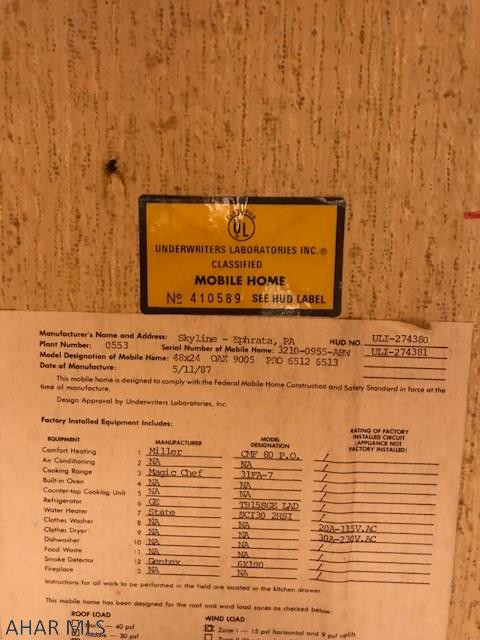 CLASSIFIED
UL
UNDERWRITERS LABORATORIES INC.®
CLASSIFIED
MOBILE HOME
No 410589 SEE HUD LABEL
Manufacturer's Name and Address: Skyline - Ephrata, PA HUD NO. ULI-274380
Plant Number: 0553 Serial Number of Mobile Home: 3210-0955-ABW ULI-274381
Model Designation of Mobile Home: 48x24 OAK 9005 PRO 6512 6513
Date of Manufacture: 5/11/87
This mobile home is designed to comply with the Federal Mobile Home Construction and Safety Standard in force at the
time of manufacture.
Design Approval by Underwriters Laboratories, Inc.
Factory Installed Equipment Includes:
EQUIPMENT MANUFACTURER MODEL DESIGNATION RATING OF FACTORY INSTALLED CIRCUIT (APPLIANCE NOT FACTORY INSTALLED)
Comfort Heating 1 Miller CMF 80 P.O.
Air Conditioning 2 NA NA
Cooking Range 3 Magic Chef 31FA-7
Built-in Oven 4 NA NA
Counter-top Cooking Unit 5 NA NA
Refrigerator 6 GE TB15SGE LAD
Water Heater 7 State SCI30 2HSI
Clothes Washer 8 NA NA 20A-115V.AC
Clothes Dryer 9 NA NA 30A-230V.AC
Dishwasher 10 NA NA
Food Waste 11 NA NA
Smoke Detector 12 Gentex 6X100
Fireplace NA NA
Instructions for all work to be performed in the field are located in the kitchen drawer.
This mobile home has been designed for the roof and wind load zones as checked below:
ROOF LOAD WIND LOAD
40 psf Zone I - 15 psf horizontal and 9 psf uplift
30 psf
AHAR MLS